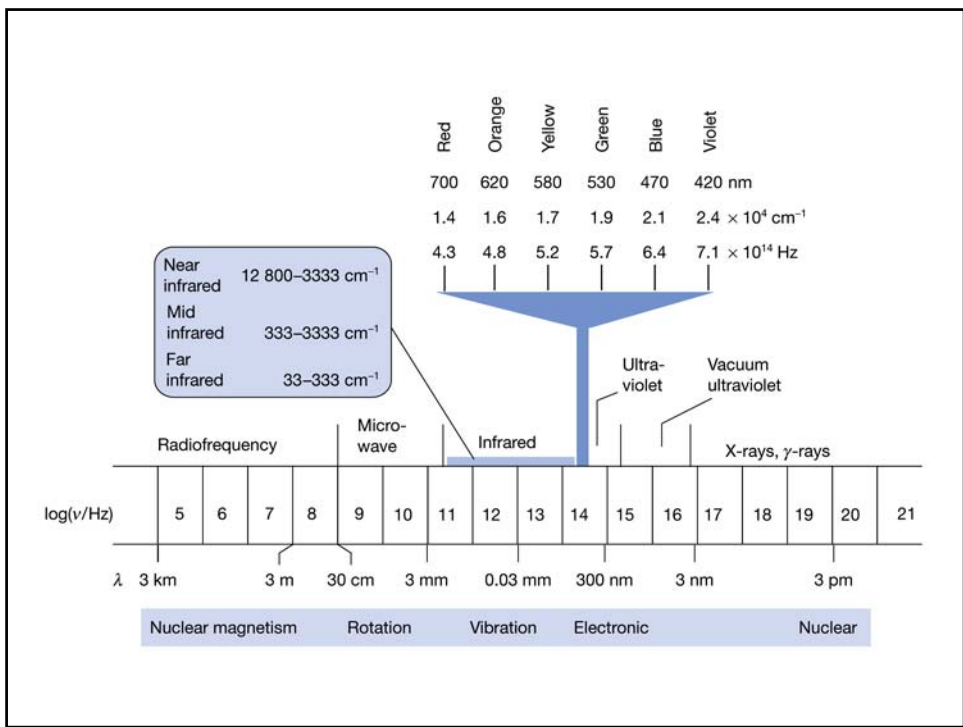 Red Orange Yellow Green Blue Violet
700 620 580 530 470 420 nm
1.4 1.6 1.7 1.9 2.1 2.4 × 10⁴ cm⁻¹
4.3 4.8 5.2 5.7 6.4 7.1 × 10¹⁴ Hz
Near
infrared 12 800–3333 cm⁻¹
Mid
infrared 333–3333 cm⁻¹
Far
infrared 33–333 cm⁻¹
Ultra-
violet
Vacuum
ultraviolet
Radiofrequency
Micro-
wave
Infrared
X-rays, γ-rays
log(ν/Hz) 5 6 7 8 9 10 11 12 13 14 15 16 17 18 19 20 21
λ 3 km 3 m 30 cm 3 mm 0.03 mm 300 nm 3 nm 3 pm
Nuclear magnetism Rotation Vibration Electronic Nuclear